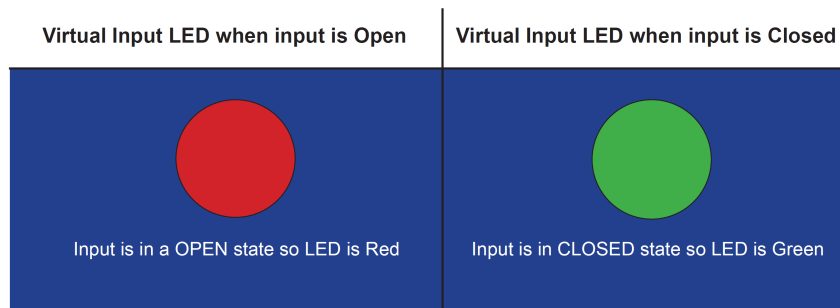 Virtual Input LED when input is Open
Virtual Input LED when input is Closed
Input is in a OPEN state so LED is Red
Input is in CLOSED state so LED is Green